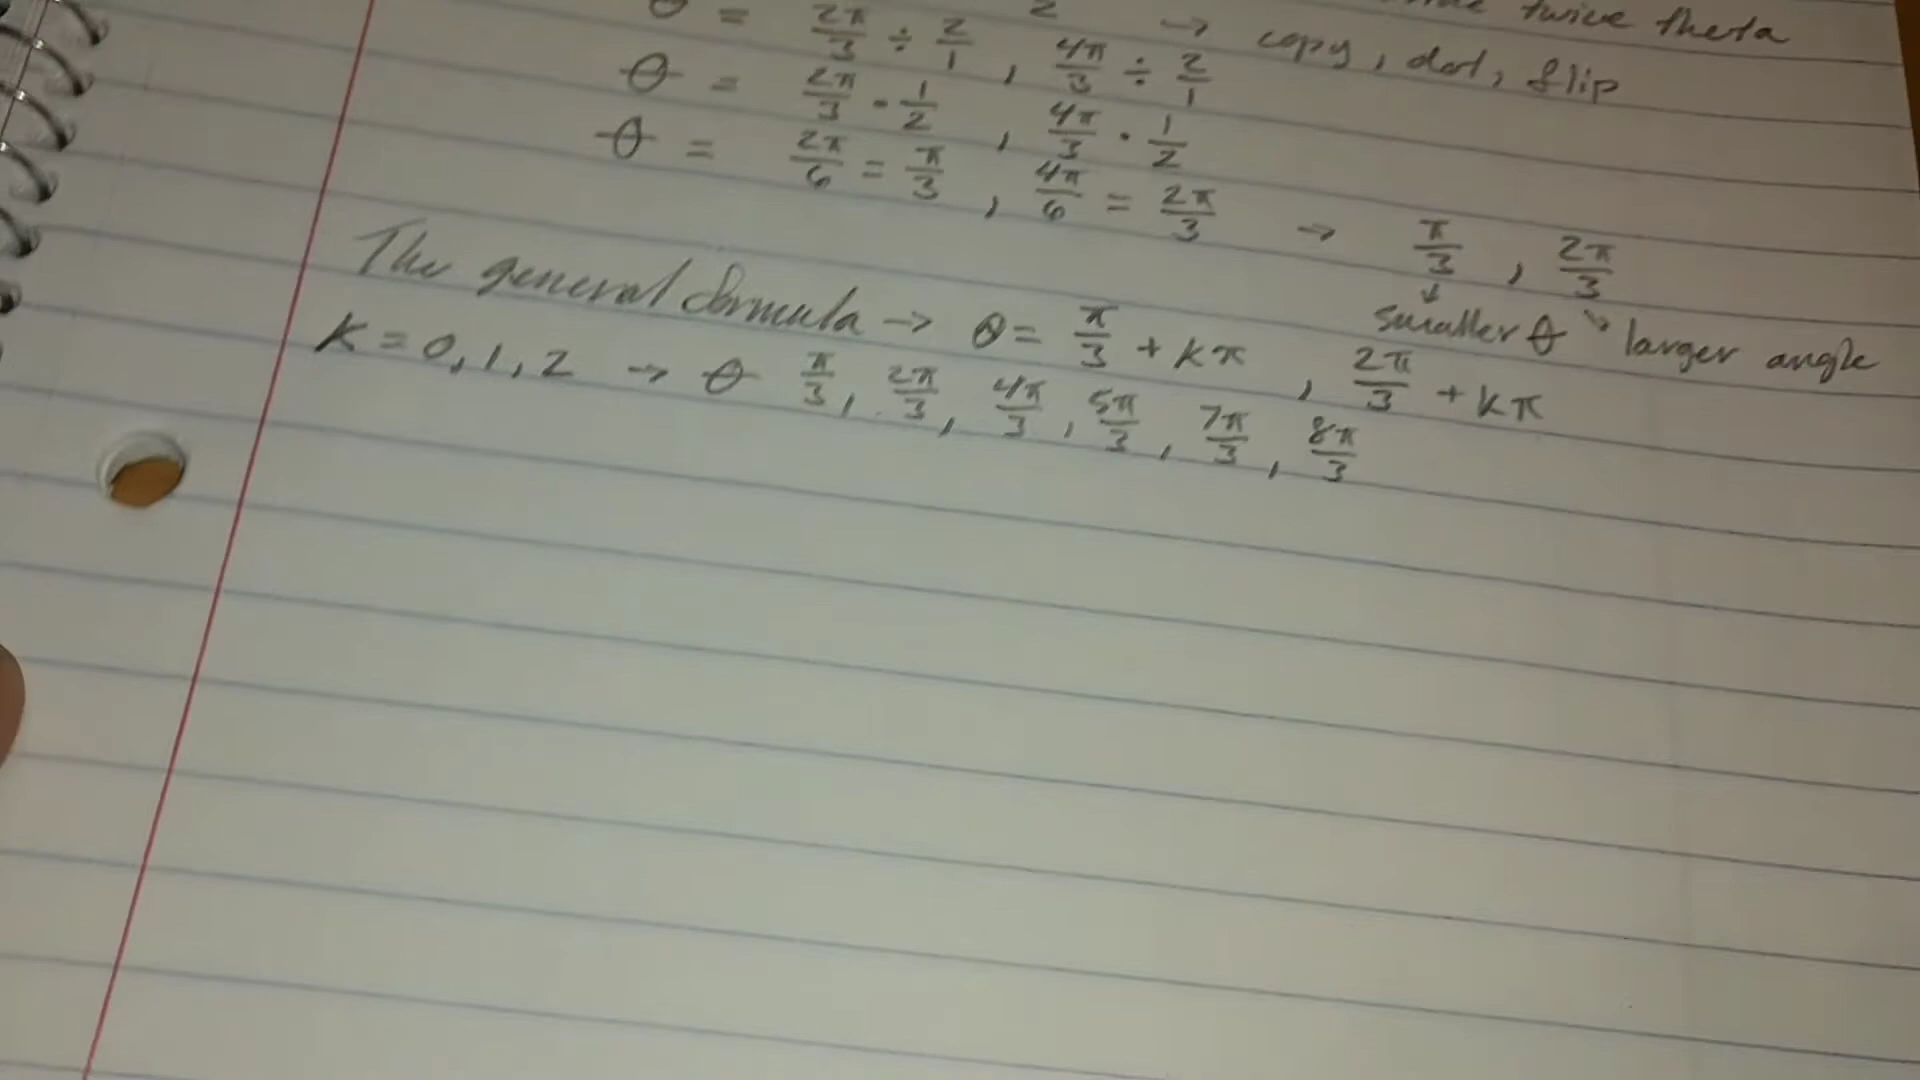 twice theta
θ = 2π/3 ÷ 2/1 , 4π/3 ÷ 2/1 → copy, dot, flip
θ = 2π/3 · 1/2 , 4π/3 · 1/2
θ = 2π/6 = π/3 , 4π/6 = 2π/3 → π/3 , 2π/3
smaller θ larger angle
The general formula → θ = π/3 + kπ , 2π/3 + kπ
K = 0, 1, 2 → θ π/3, 2π/3, 4π/3, 5π/3, 7π/3, 8π/3